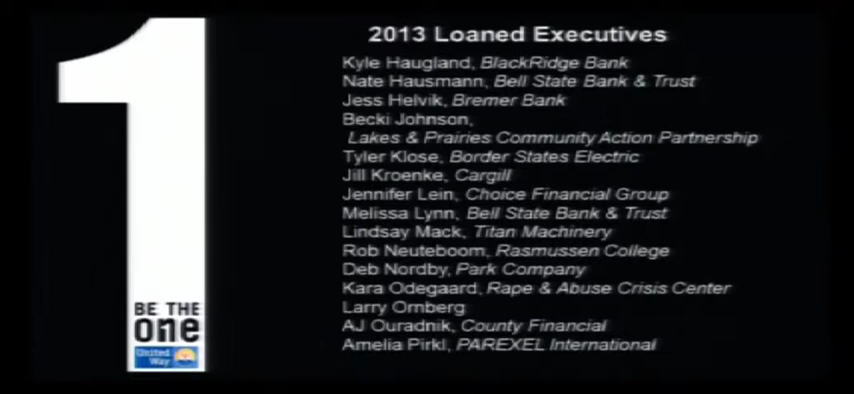 2013 Loaned Executives
Kyle Haugland, BlackRidge Bank
Nate Hausmann, Bell State Bank & Trust
Jess Helvik, Bremer Bank
Becki Johnson,
Lakes & Prairies Community Action Partnership
Tyler Klose, Border States Electric
Jill Kroenke, Cargill
Jennifer Lein, Choice Financial Group
Melissa Lynn, Bell State Bank & Trust
Lindsay Mack, Titan Machinery
Rob Neuteboom, Rasmussen College
Deb Nordby, Park Company
Kara Odegaard, Rape & Abuse Crisis Center
Larry Ornberg
AJ Ouradnik, County Financial
Amelia Pirkl, PAREXEL International
1
BE THE
one
United
Way